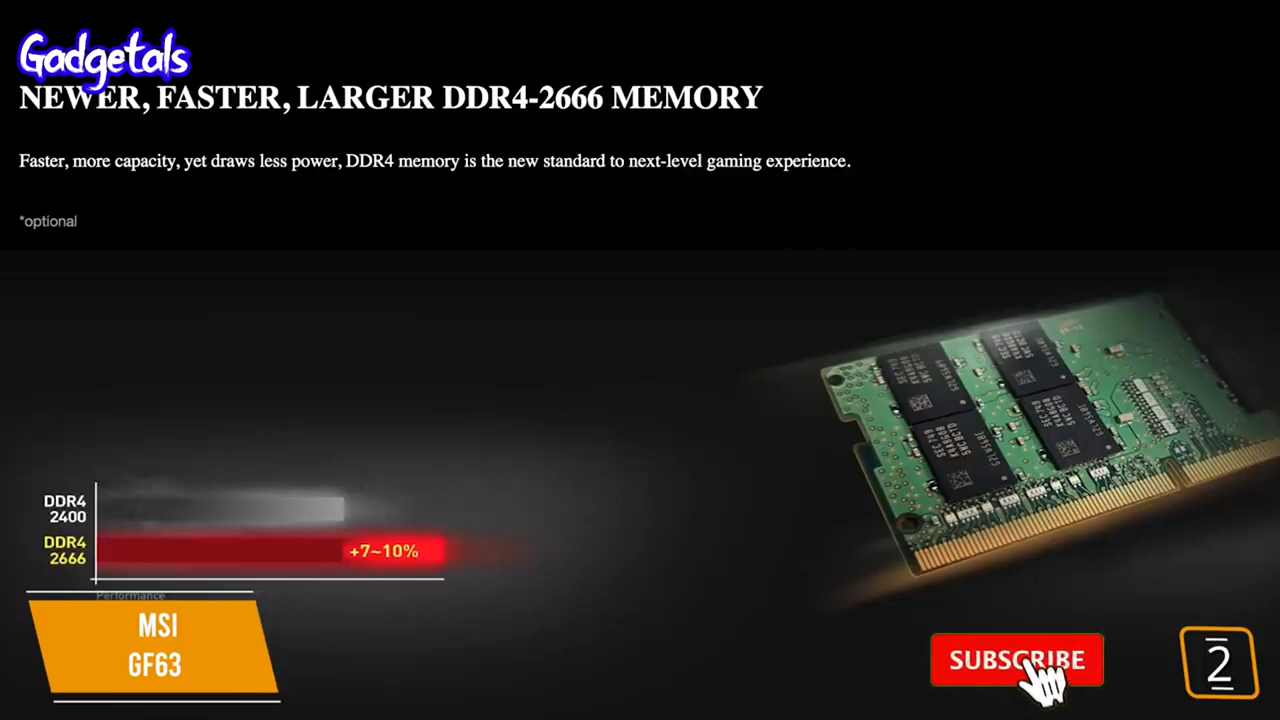 Gadgetals
NEWER, FASTER, LARGER DDR4-2666 MEMORY
Faster, more capacity, yet draws less power, DDR4 memory is the new standard to next-level gaming experience.
*optional
DDR4
2400
DDR4
2666
+7~10%
Performance
MSI
GF63
SUBSCRIBE
2